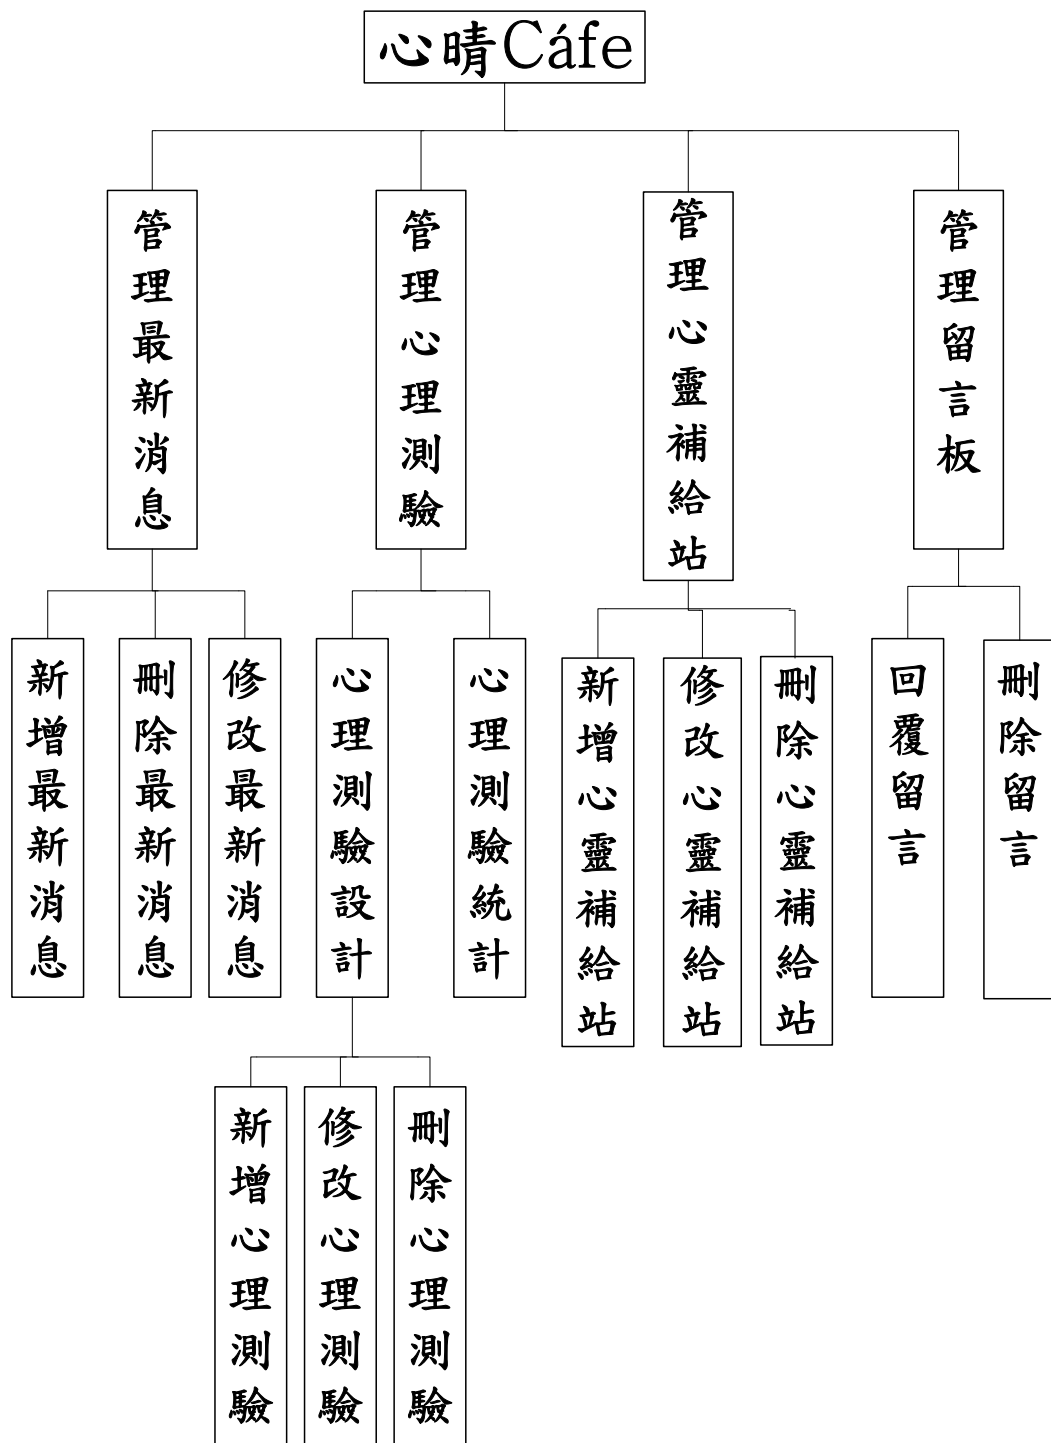 心晴Cáfe
管理最新消息
管理心理測驗
管理心靈補給站
管理留言板
新增最新消息
刪除最新消息
修改最新消息
心理測驗設計
心理測驗統計
新增心靈補給站
修改心靈補給站
刪除心靈補給站
回覆留言
刪除留言
新增心理測驗
修改心理測驗
刪除心理測驗